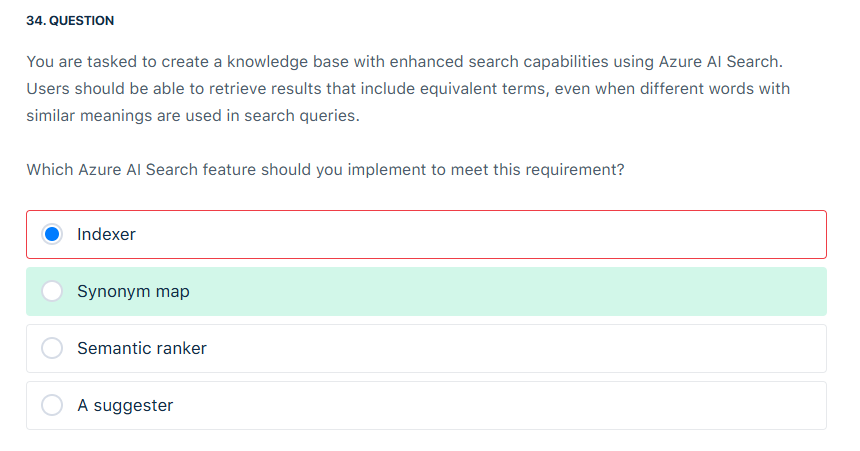 34. QUESTION
You are tasked to create a knowledge base with enhanced search capabilities using Azure AI Search.
Users should be able to retrieve results that include equivalent terms, even when different words with
similar meanings are used in search queries.
Which Azure AI Search feature should you implement to meet this requirement?
Indexer
Synonym map
Semantic ranker
A suggester